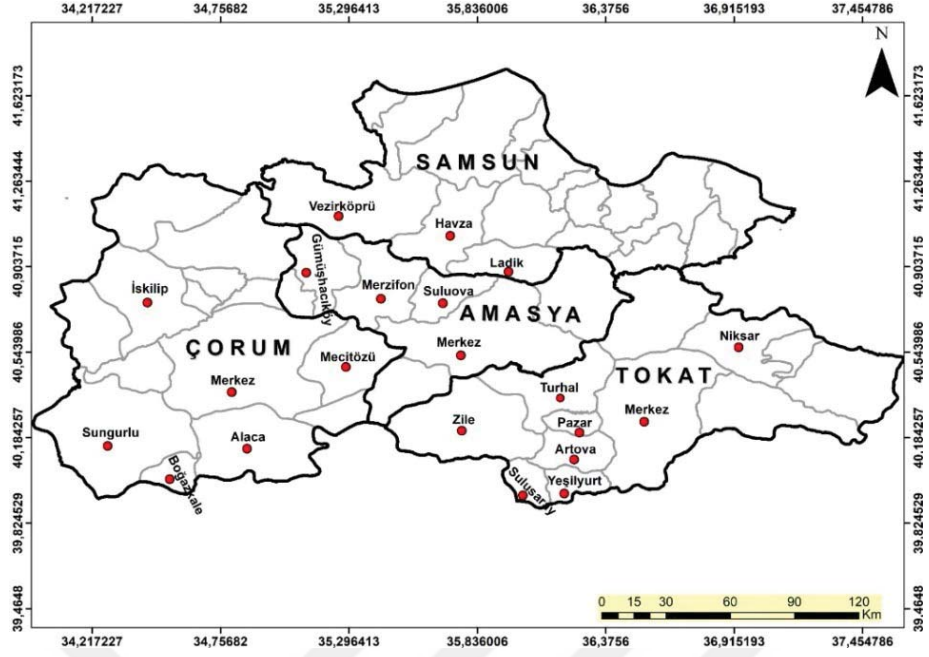 34,217227 34,75682 35,296413 35,836006 36,3756 36,915193 37,454786
N
41,623173
41,263444
40,903715
40,543986
40,184257
39,824529
39,4648
SAMSUN
Vezirköprü
Havza
Gümüşhacıköy
Ladik
İskilip
Merzifon
Suluova
AMASYA
Niksar
ÇORUM
Mecitözü
Merkez
TOKAT
Merkez
Turhal
Merkez
Zile
Pazar
Sungurlu
Alaca
Artova
Boğazkale
Sulusaray
Yeşilyurt
41,623173
41,263444
40,903715
40,543986
40,184257
39,824529
39,4648
0 15 30 60 90 120
Km
34,217227 34,75682 35,296413 35,836006 36,3756 36,915193 37,454786